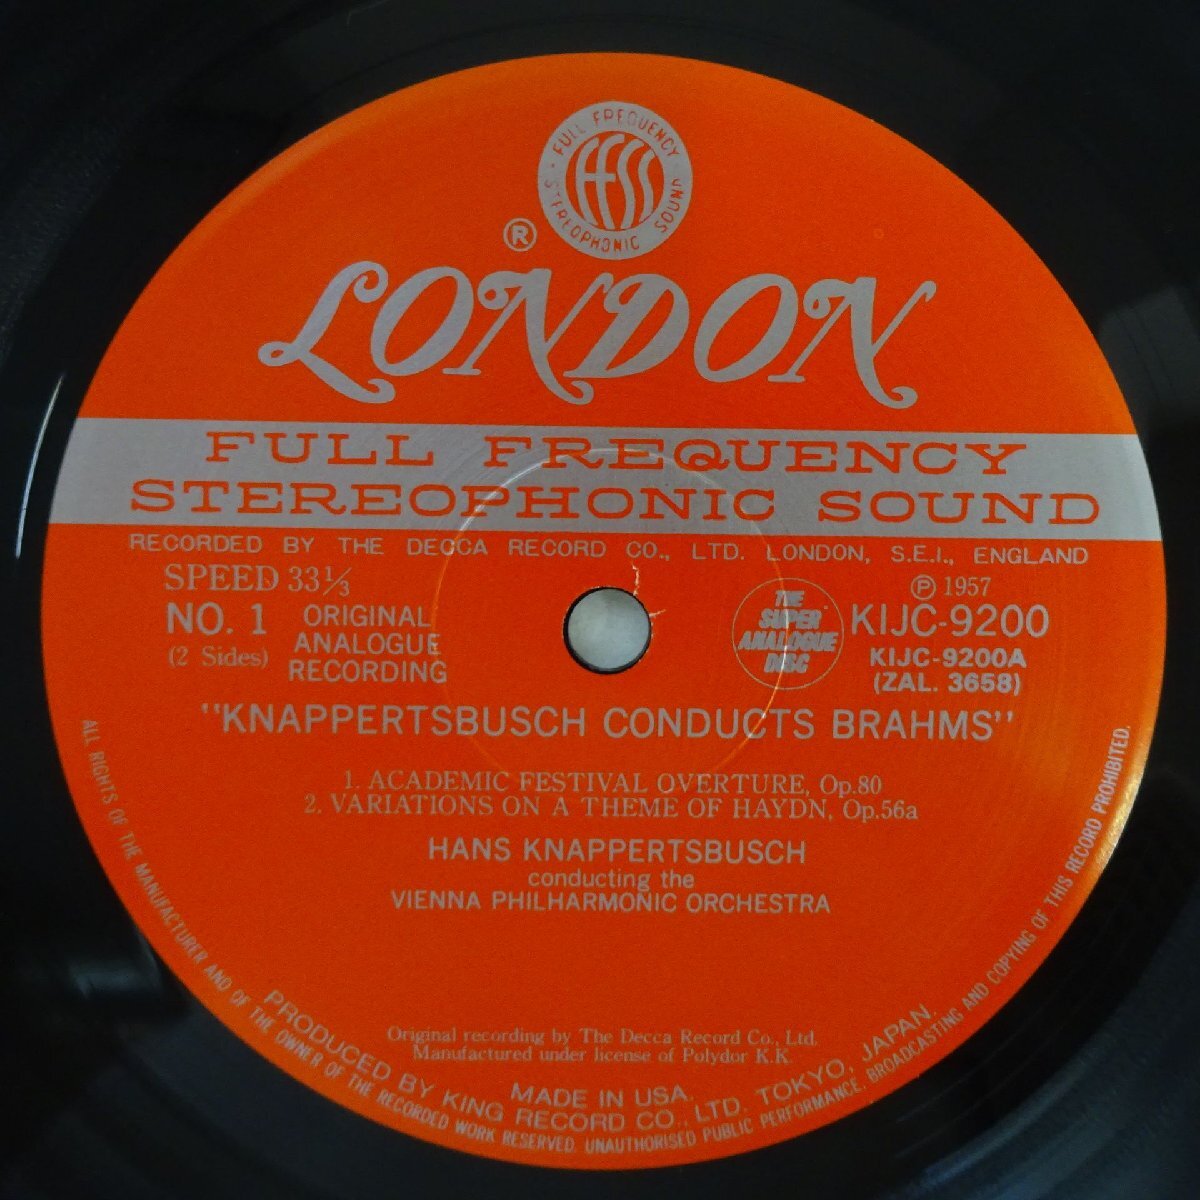 FULL FREQUENCY
STEREOPHONIC SOUND
FFSS
®
LONDON
FULL FREQUENCY
STEREOPHONIC SOUND
RECORDED BY THE DECCA RECORD CO., LTD. LONDON, S.E.I., ENGLAND
SPEED 33⅓
NO. 1
(2 Sides)
ORIGINAL
ANALOGUE
RECORDING
THE
SUPER
ANALOGUE
DISC
℗ 1957
KIJC-9200
KIJC-9200A
(ZAL. 3658)
"KNAPPERTSBUSCH CONDUCTS BRAHMS"
1. ACADEMIC FESTIVAL OVERTURE, Op.80
2. VARIATIONS ON A THEME OF HAYDN, Op.56a
HANS KNAPPERTSBUSCH
conducting the
VIENNA PHILHARMONIC ORCHESTRA
Original recording by The Decca Record Co., Ltd.
Manufactured under license of Polydor K.K.
MADE IN USA.
PRODUCED BY KING RECORD CO., LTD. TOKYO, JAPAN.
ALL RIGHTS OF THE MANUFACTURER AND OF THE OWNER OF THE RECORDED WORK RESERVED. UNAUTHORISED PUBLIC PERFORMANCE, BROADCASTING AND COPYING OF THIS RECORD PROHIBITED.